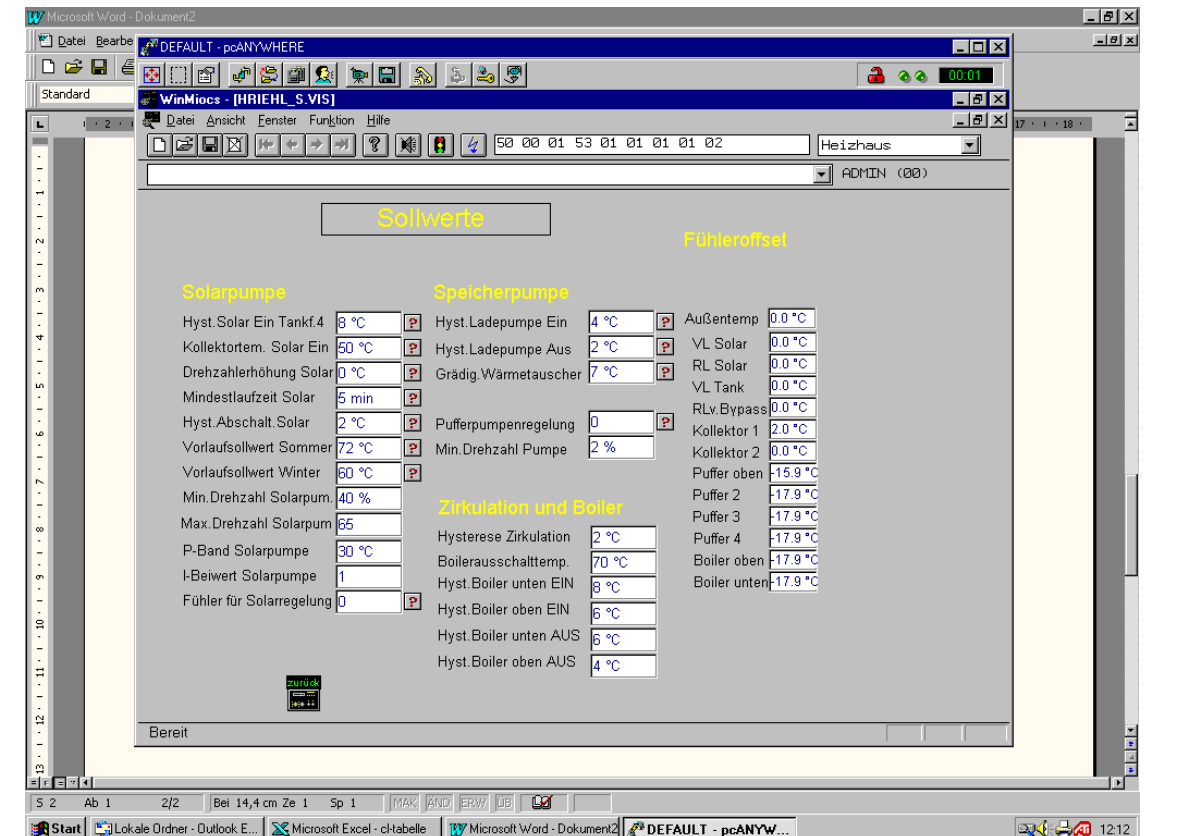 Microsoft Word - Dokument2
Datei Bearbe
DEFAULT - pcANYWHERE
00:01
Standard
WinMiocs - [HRIEHL_S.VIS]
Datei Ansicht Fenster Funktion Hilfe
50 00 01 53 01 01 01 01 02 Heizhaus
ADMIN (00)
Sollwerte
Fühleroffset
Solarpumpe
Hyst.Solar Ein Tankf.4 8 °C
Kollektortem. Solar Ein 50 °C
Drehzahlerhöhung Solar 0 °C
Mindestlaufzeit Solar 5 min
Hyst.Abschalt.Solar 2 °C
Vorlaufsollwert Sommer 72 °C
Vorlaufsollwert Winter 60 °C
Min.Drehzahl Solarpum. 40 %
Max.Drehzahl Solarpum 65
P-Band Solarpumpe 30 °C
I-Beiwert Solarpumpe 1
Fühler für Solarregelung 0
zurück
Speicherpumpe
Hyst.Ladepumpe Ein 4 °C
Hyst.Ladepumpe Aus 2 °C
Grädig.Wärmetauscher 7 °C
Pufferpumpenregelung 0
Min.Drehzahl Pumpe 2 %
Zirkulation und Boiler
Hysterese Zirkulation 2 °C
Boilerausschalttemp. 70 °C
Hyst.Boiler unten EIN 8 °C
Hyst.Boiler oben EIN 6 °C
Hyst.Boiler unten AUS 6 °C
Hyst.Boiler oben AUS 4 °C
Außentemp 0.0 °C
VL Solar 0.0 °C
RL Solar 0.0 °C
VL Tank 0.0 °C
RLv.Bypass 0.0 °C
Kollektor 1 2.0 °C
Kollektor 2 0.0 °C
Puffer oben -15.9 °C
Puffer 2 -17.9 °C
Puffer 3 -17.9 °C
Puffer 4 -17.9 °C
Boiler oben -17.9 °C
Boiler unten -17.9 °C
Bereit
S 2 Ab 1 2/2 Bei 14,4 cm Ze 1 Sp 1 MAK ÄND ERW ÜB
Start Lokale Ordner - Outlook E... Microsoft Excel - cl-tabelle Microsoft Word - Dokument2 DEFAULT - pcANYW... 12:12